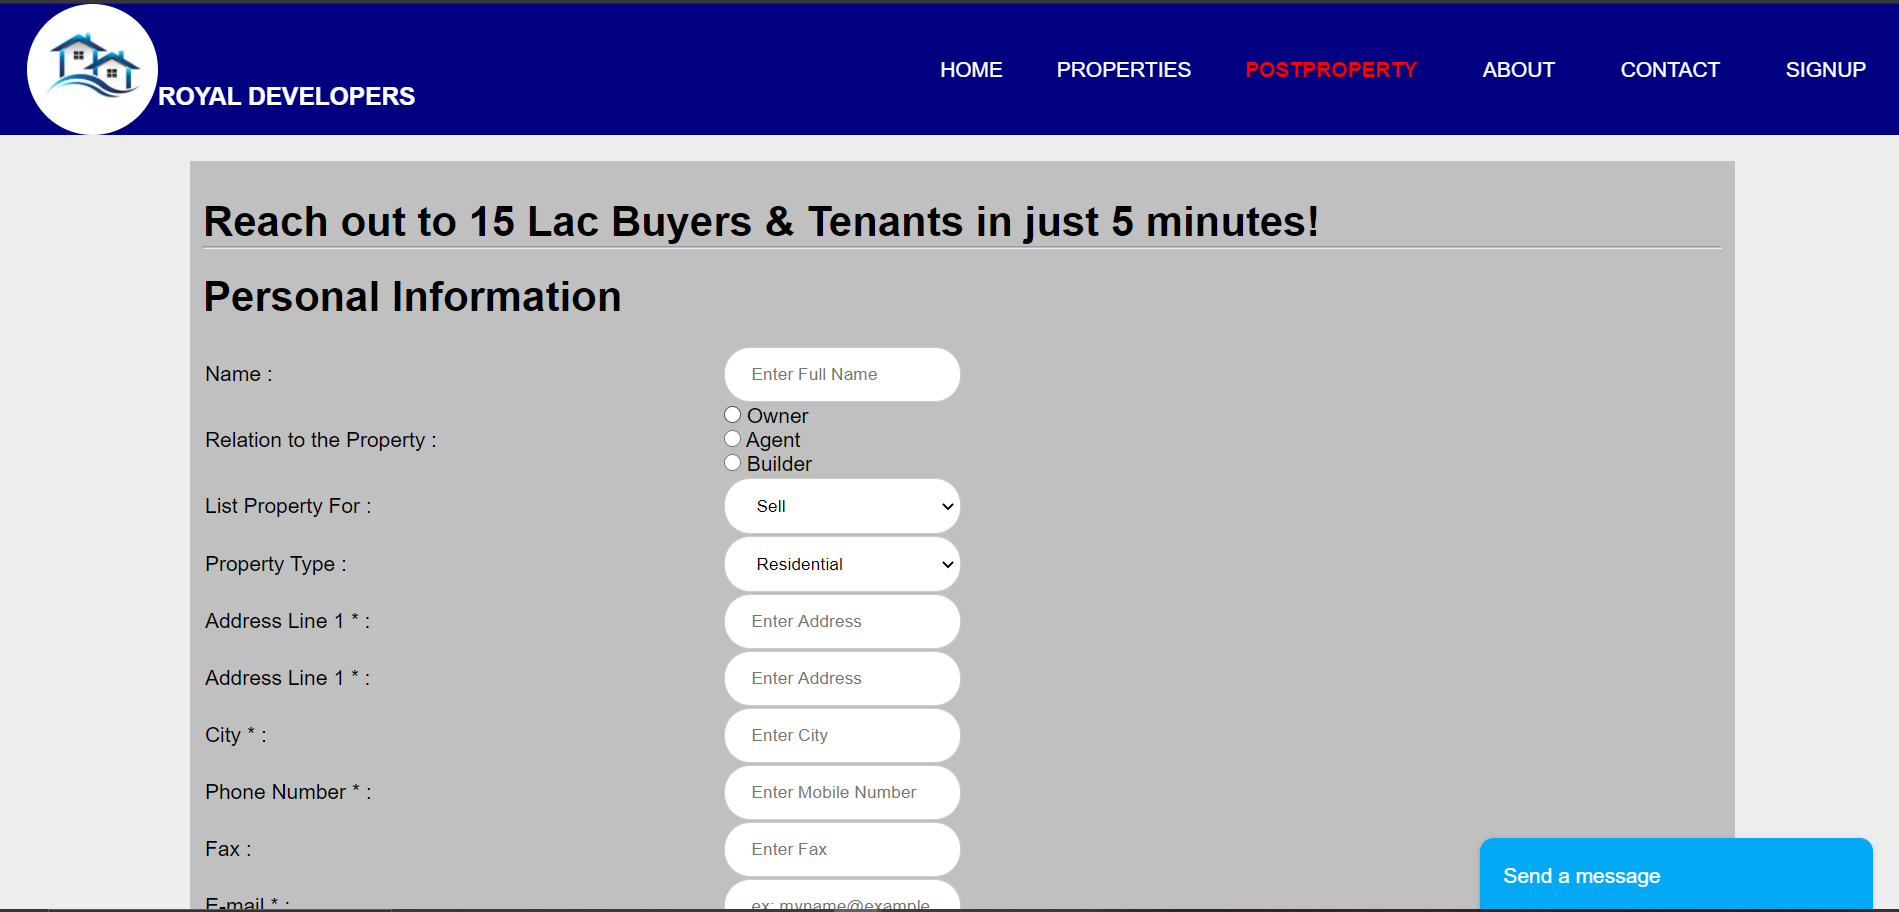 ROYAL DEVELOPERS
HOME PROPERTIES POSTPROPERTY ABOUT CONTACT SIGNUP
Reach out to 15 Lac Buyers & Tenants in just 5 minutes!
Personal Information
Name : Enter Full Name
Relation to the Property :
Owner
Agent
Builder
List Property For : Sell
Property Type : Residential
Address Line 1 * : Enter Address
Address Line 1 * : Enter Address
City * : Enter City
Phone Number * : Enter Mobile Number
Fax : Enter Fax
E-mail * : ex: myname@example
Send a message